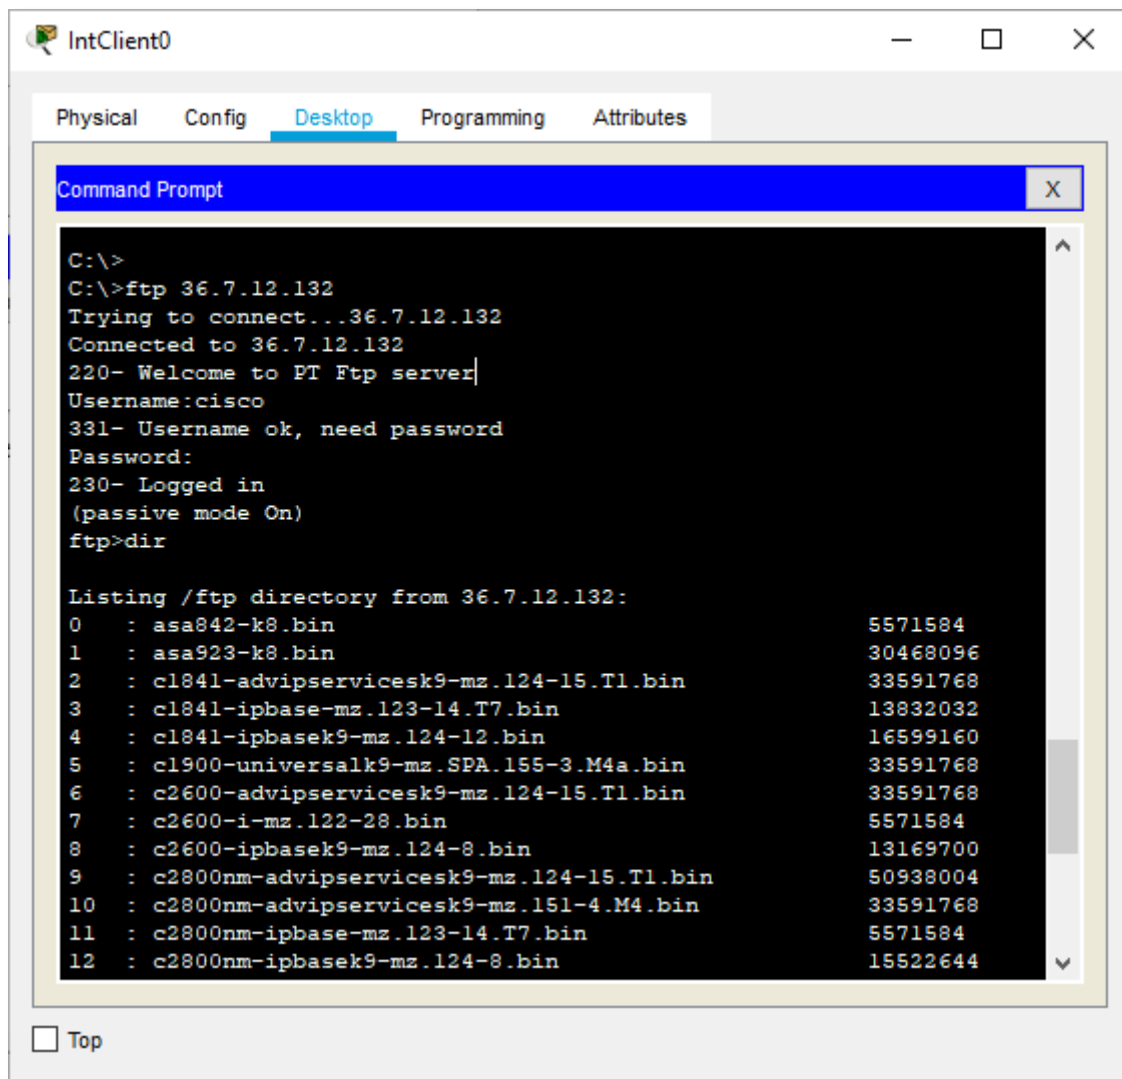 IntClient0
Physical Config Desktop Programming Attributes
Command Prompt X
C:\>
C:\>ftp 36.7.12.132
Trying to connect...36.7.12.132
Connected to 36.7.12.132
220- Welcome to PT Ftp server
Username:cisco
331- Username ok, need password
Password:
230- Logged in
(passive mode On)
ftp>dir
Listing /ftp directory from 36.7.12.132:
0 : asa842-k8.bin 5571584
1 : asa923-k8.bin 30468096
2 : c1841-advipservicesk9-mz.124-15.T1.bin 33591768
3 : c1841-ipbase-mz.123-14.T7.bin 13832032
4 : c1841-ipbasek9-mz.124-12.bin 16599160
5 : c1900-universalk9-mz.SPA.155-3.M4a.bin 33591768
6 : c2600-advipservicesk9-mz.124-15.T1.bin 33591768
7 : c2600-i-mz.122-28.bin 5571584
8 : c2600-ipbasek9-mz.124-8.bin 13169700
9 : c2800nm-advipservicesk9-mz.124-15.T1.bin 50938004
10 : c2800nm-advipservicesk9-mz.151-4.M4.bin 33591768
11 : c2800nm-ipbase-mz.123-14.T7.bin 5571584
12 : c2800nm-ipbasek9-mz.124-8.bin 15522644
Top